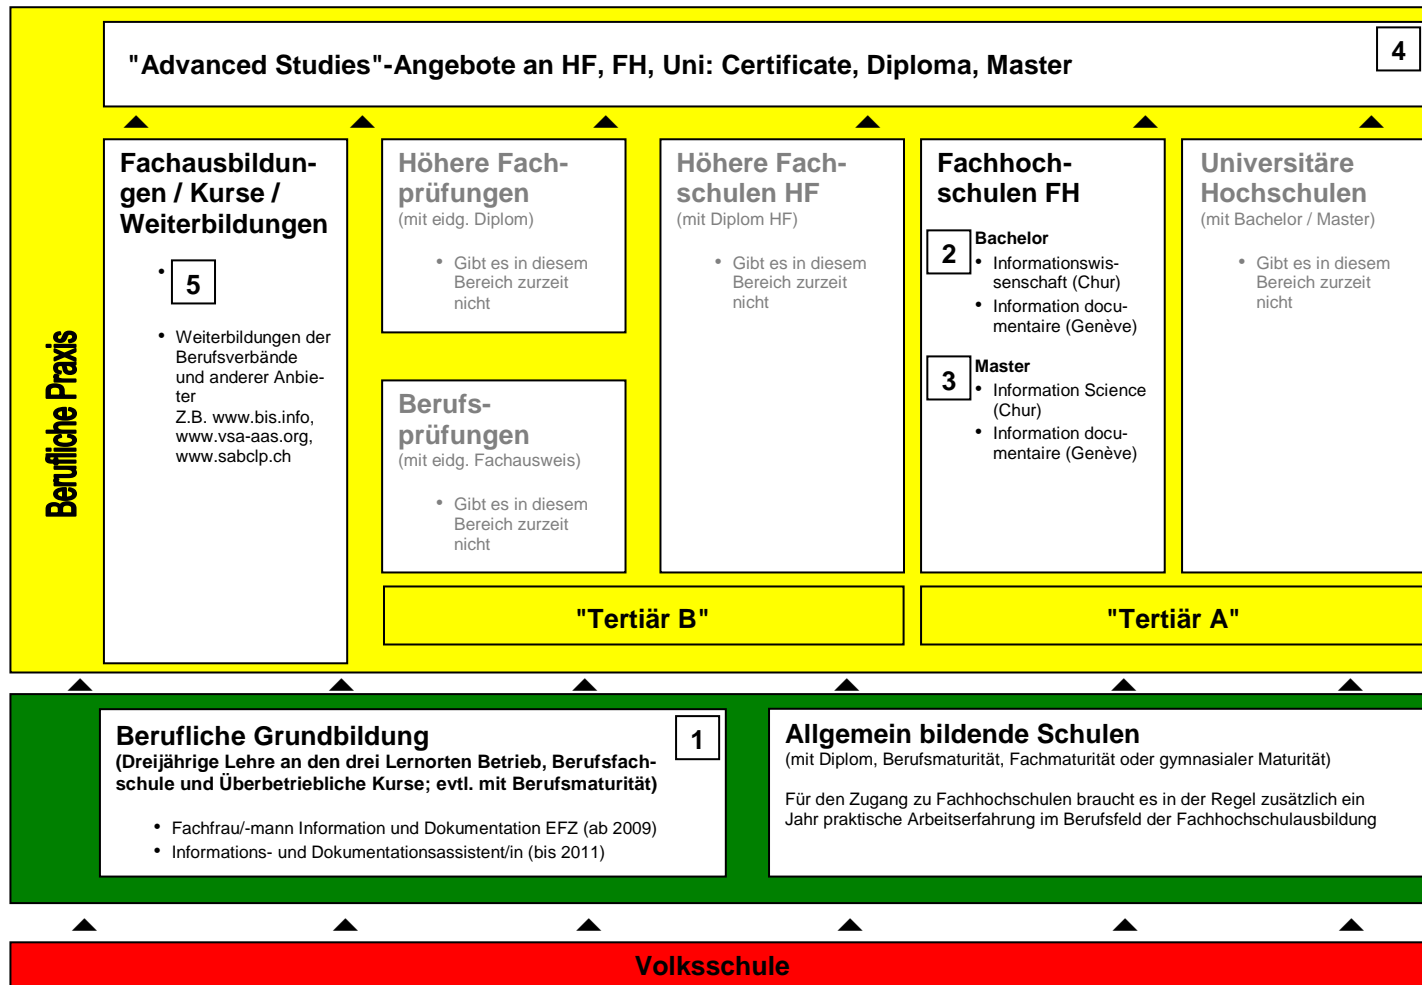 "Advanced Studies"-Angebote an HF, FH, Uni: Certificate, Diploma, Master
4
Berufliche Praxis
Fachausbildun-
gen / Kurse /
Weiterbildungen
•
5
• Weiterbildungen der
Berufsverbände
und anderer Anbie-
ter
Z.B. www.bis.info,
www.vsa-aas.org,
www.sabclp.ch
Höhere Fach-
prüfungen
(mit eidg. Diplom)
• Gibt es in diesem
Bereich zurzeit
nicht
Berufs-
prüfungen
(mit eidg. Fachausweis)
• Gibt es in diesem
Bereich zurzeit
nicht
Höhere Fach-
schulen HF
(mit Diplom HF)
• Gibt es in diesem
Bereich zurzeit
nicht
Fachhoch-
schulen FH
2
Bachelor
• Informationswis-
senschaft (Chur)
• Information docu-
mentaire (Genève)
3
Master
• Information Science
(Chur)
• Information docu-
mentaire (Genève)
Universitäre
Hochschulen
(mit Bachelor / Master)
• Gibt es in diesem
Bereich zurzeit
nicht
"Tertiär B"
"Tertiär A"
Berufliche Grundbildung
1
(Dreijährige Lehre an den drei Lernorten Betrieb, Berufsfach-
schule und Überbetriebliche Kurse; evtl. mit Berufsmaturität)
• Fachfrau/-mann Information und Dokumentation EFZ (ab 2009)
• Informations- und Dokumentationsassistent/in (bis 2011)
Allgemein bildende Schulen
(mit Diplom, Berufsmaturität, Fachmaturität oder gymnasialer Maturität)
Für den Zugang zu Fachhochschulen braucht es in der Regel zusätzlich ein
Jahr praktische Arbeitserfahrung im Berufsfeld der Fachhochschulausbildung
Volksschule